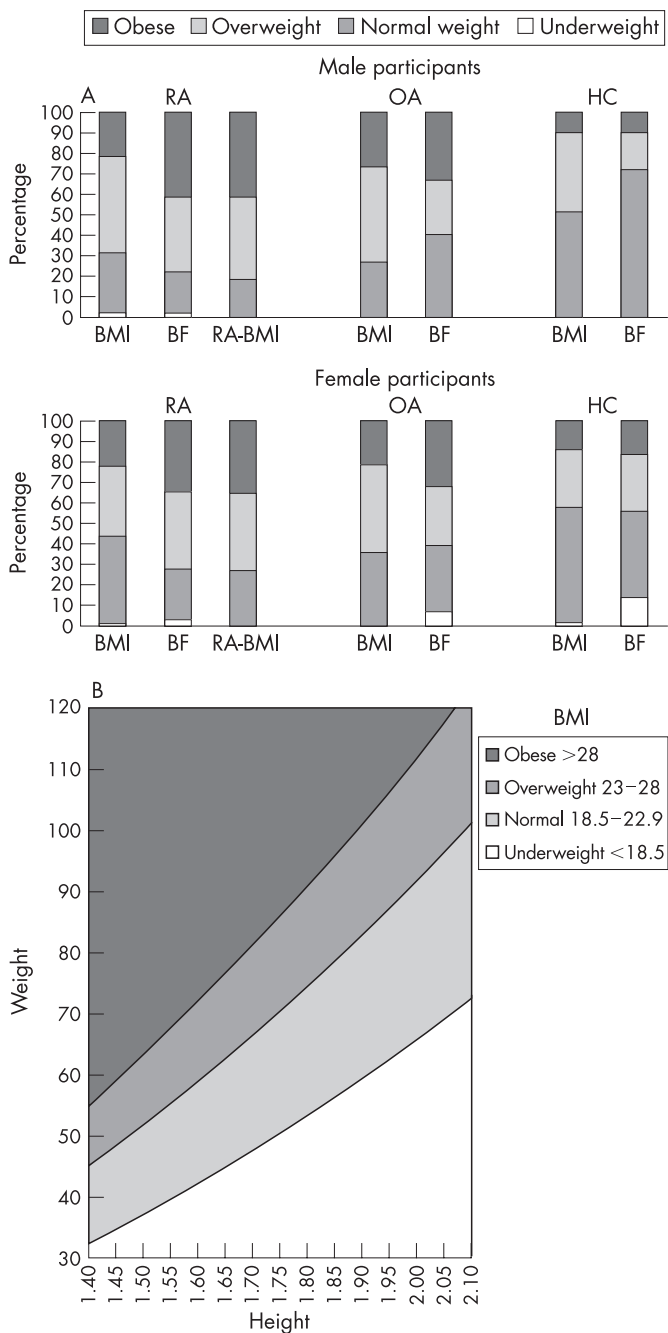 Obese Overweight Normal weight Underweight
Male participants
A RA OA HC
100
90
80
70
60
50
40
30
20
10
0
Percentage
BMI BF RA-BMI BMI BF BMI BF
Female participants
RA OA HC
100
90
80
70
60
50
40
30
20
10
0
Percentage
BMI BF RA-BMI BMI BF BMI BF
B
120
110
100
90
80
70
60
50
40
30
Weight
1.40 1.45 1.50 1.55 1.60 1.65 1.70 1.75 1.80 1.85 1.90 1.95 2.00 2.05 2.10
Height
BMI
Obese >28
Overweight 23–28
Normal 18.5–22.9
Underweight <18.5